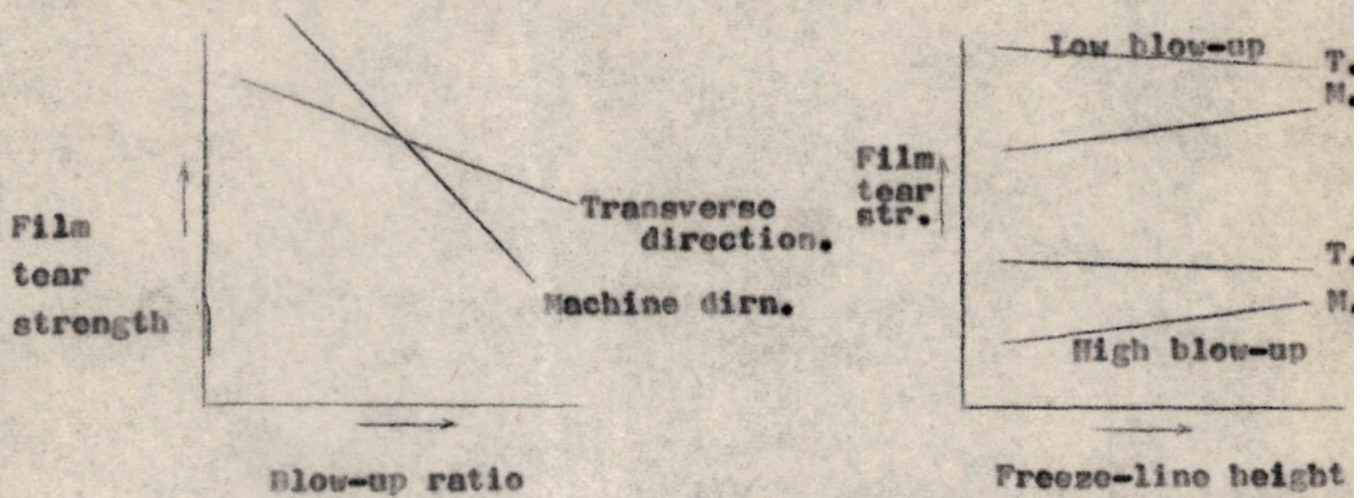 Film
tear
strength
Transverse
direction.
Machine dirn.
Blow-up ratio
Film
tear
str.
Low blow-up
T.
M.
T.
M.
High blow-up
Freeze-line height